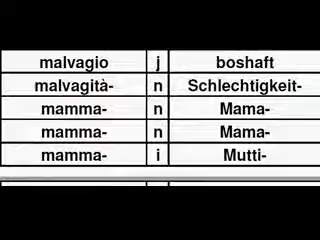 malvagio j boshaft
malvagità- n Schlechtigkeit-
mamma- n Mama-
mamma- n Mama-
mamma- i Mutti-